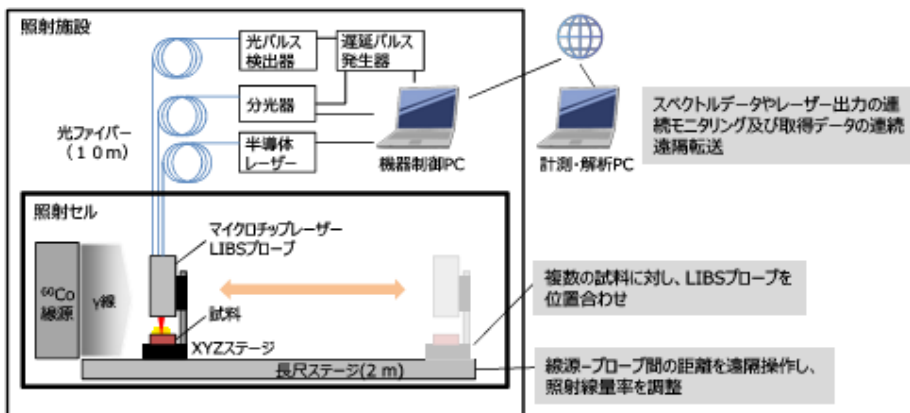 照射施設
光パルス
検出器
遅延パルス
発生器
分光器
光ファイバー
(10m)
半導体
レーザー
機器制御PC
計測・解析PC
スペクトルデータやレーザー出力の連
続モニタリング及び取得データの連続
遠隔転送
照射セル
マイクロチップレーザー
LIBSプローブ
⁶⁰Co
線源
γ線
試料
XYZステージ
長尺ステージ(2 m)
複数の試料に対し、LIBSプローブを
位置合わせ
線源-プローブ間の距離を遠隔操作し、
照射線量率を調整